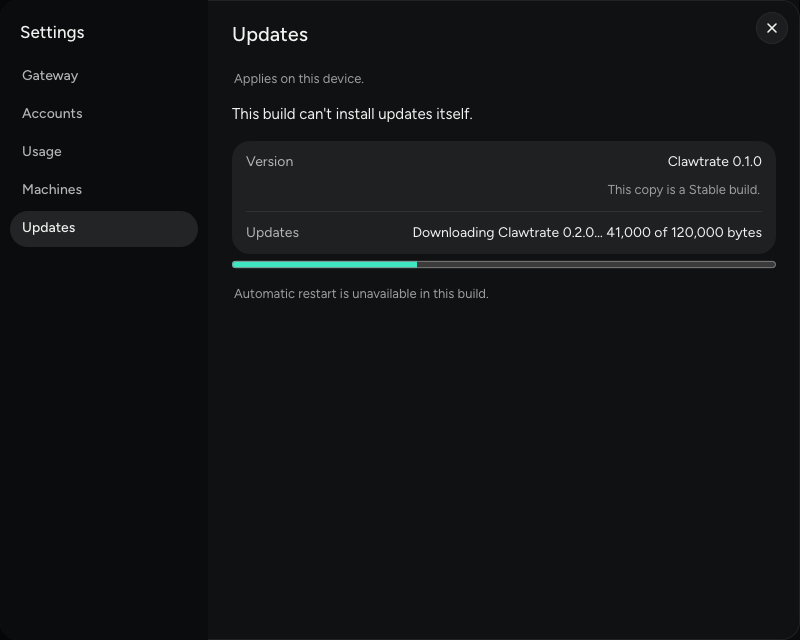 Settings
Gateway
Accounts
Usage
Machines
Updates
Updates
Applies on this device.
This build can't install updates itself.
Version
Clawtrate 0.1.0
This copy is a Stable build.
Updates
Downloading Clawtrate 0.2.0... 41,000 of 120,000 bytes
Automatic restart is unavailable in this build.